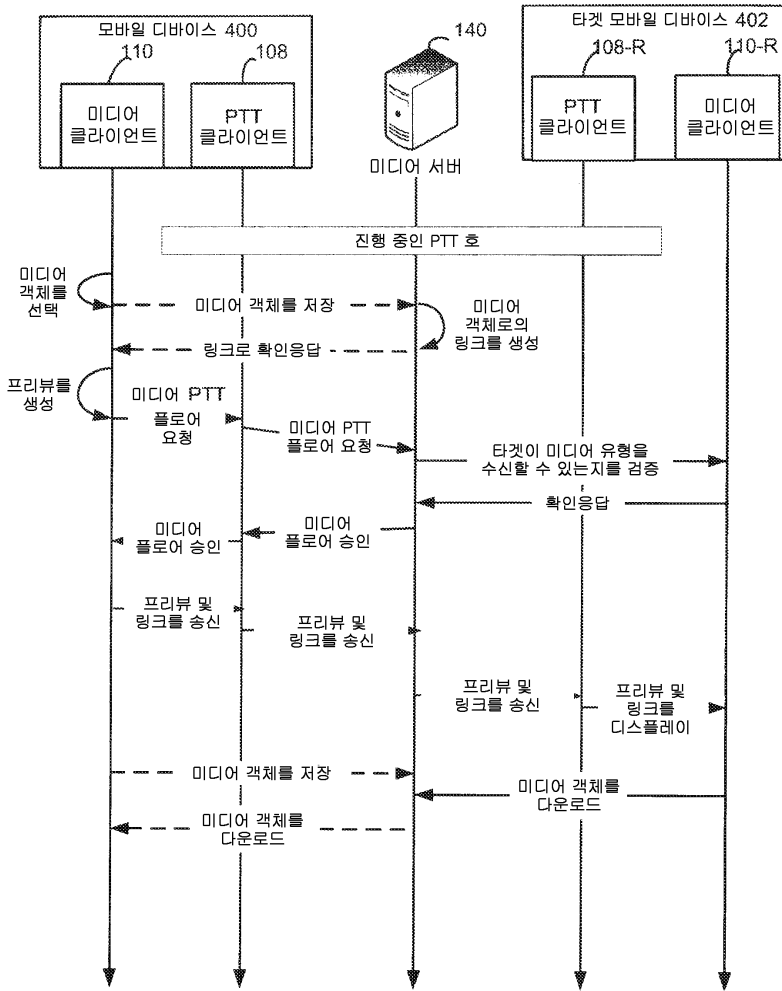 모바일 디바이스 400
110
108
미디어
클라이언트
PTT
클라이언트
140
미디어 서버
타겟 모바일 디바이스 402
108-R
110-R
PTT
클라이언트
미디어
클라이언트
진행 중인 PTT 호
미디어
객체를
선택
미디어 객체를 저장
미디어
객체로의
링크를 생성
링크로 확인응답
프리뷰를
생성
미디어 PTT
플로어
요청
미디어 PTT
플로어 요청
타겟이 미디어 유형을
수신할 수 있는지를 검증
확인응답
미디어
플로어 승인
미디어
플로어 승인
프리뷰 및
링크를 송신
프리뷰 및
링크를 송신
프리뷰 및
링크를 송신
프리뷰 및
링크를
디스플레이
미디어 객체를 저장
미디어 객체를
다운로드
미디어 객체를
다운로드